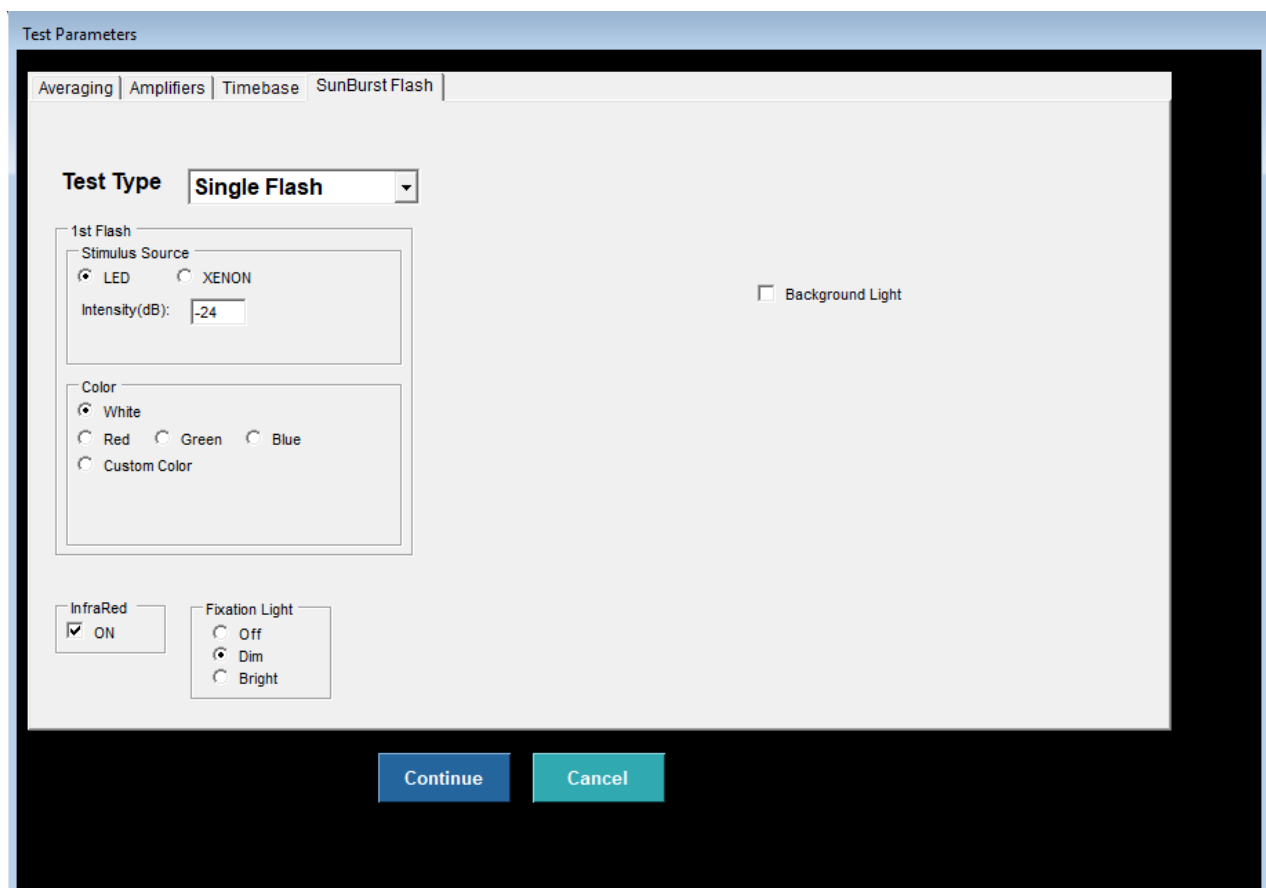 Test Parameters
Averaging Amplifiers Timebase SunBurst Flash
Test Type Single Flash
1st Flash
Stimulus Source
LED XENON
Intensity(dB): -24
Background Light
Color
White
Red Green Blue
Custom Color
InfraRed
ON
Fixation Light
Off
Dim
Bright
Continue Cancel